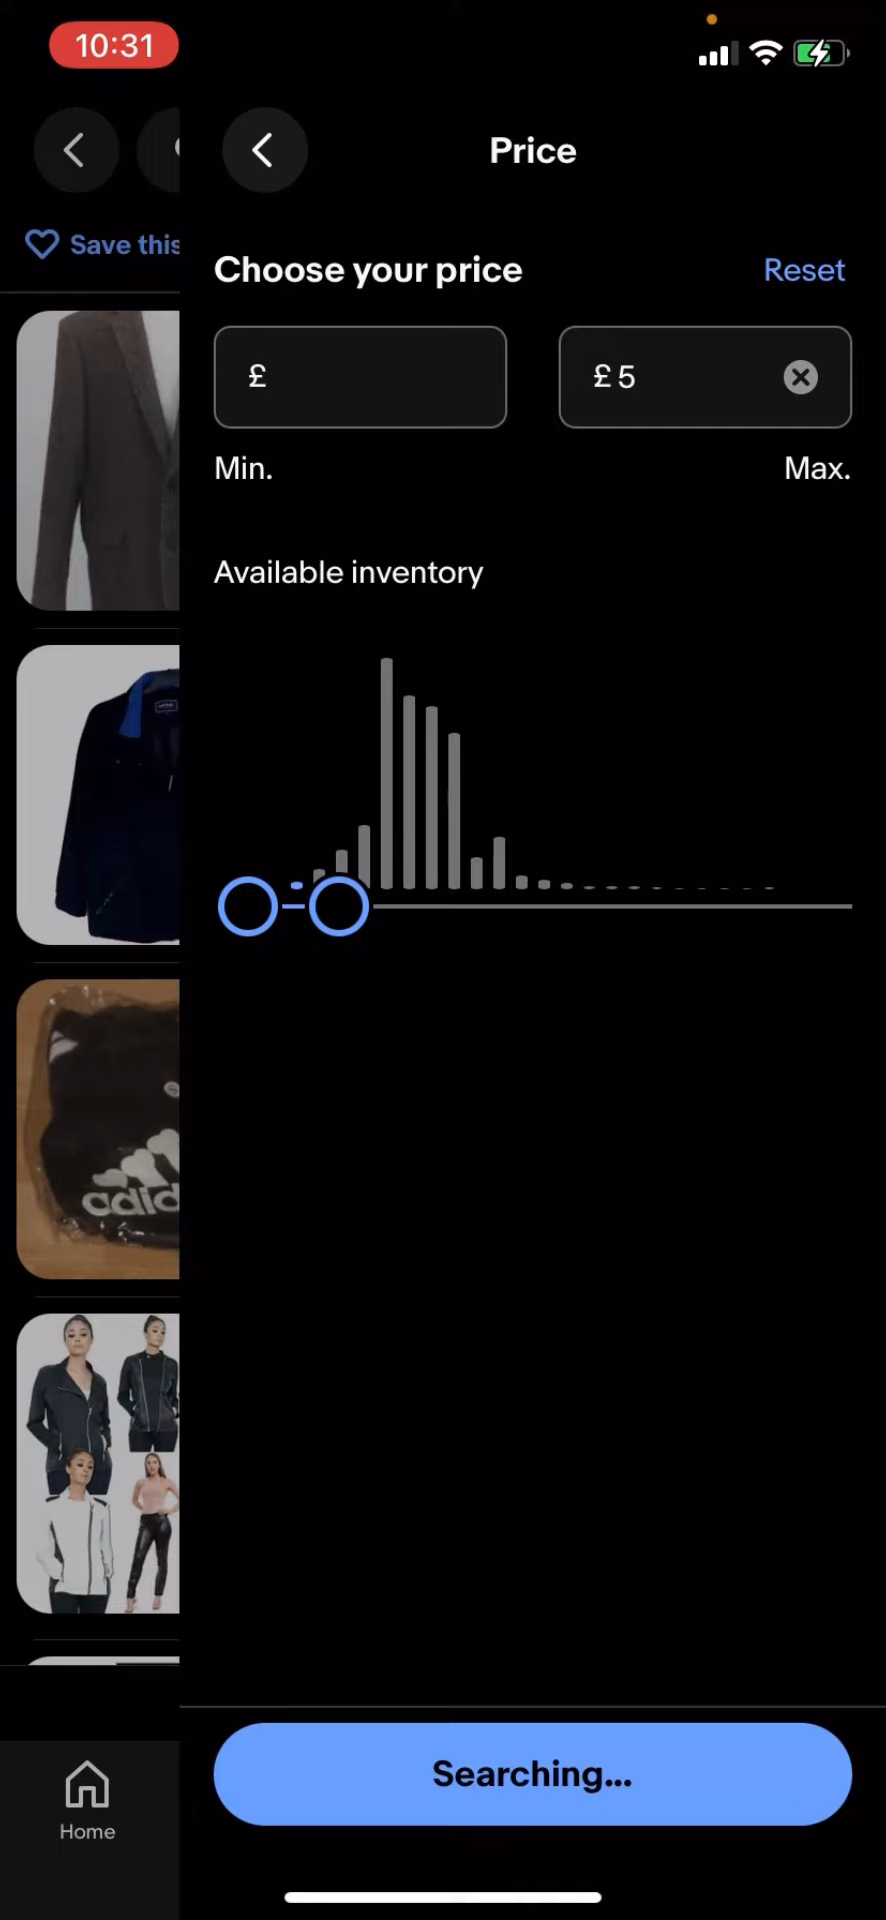 10:31
Price
Save this
Choose your price
Reset
£
£ 5
Min.
Max.
Available inventory
adid
Searching...
Home